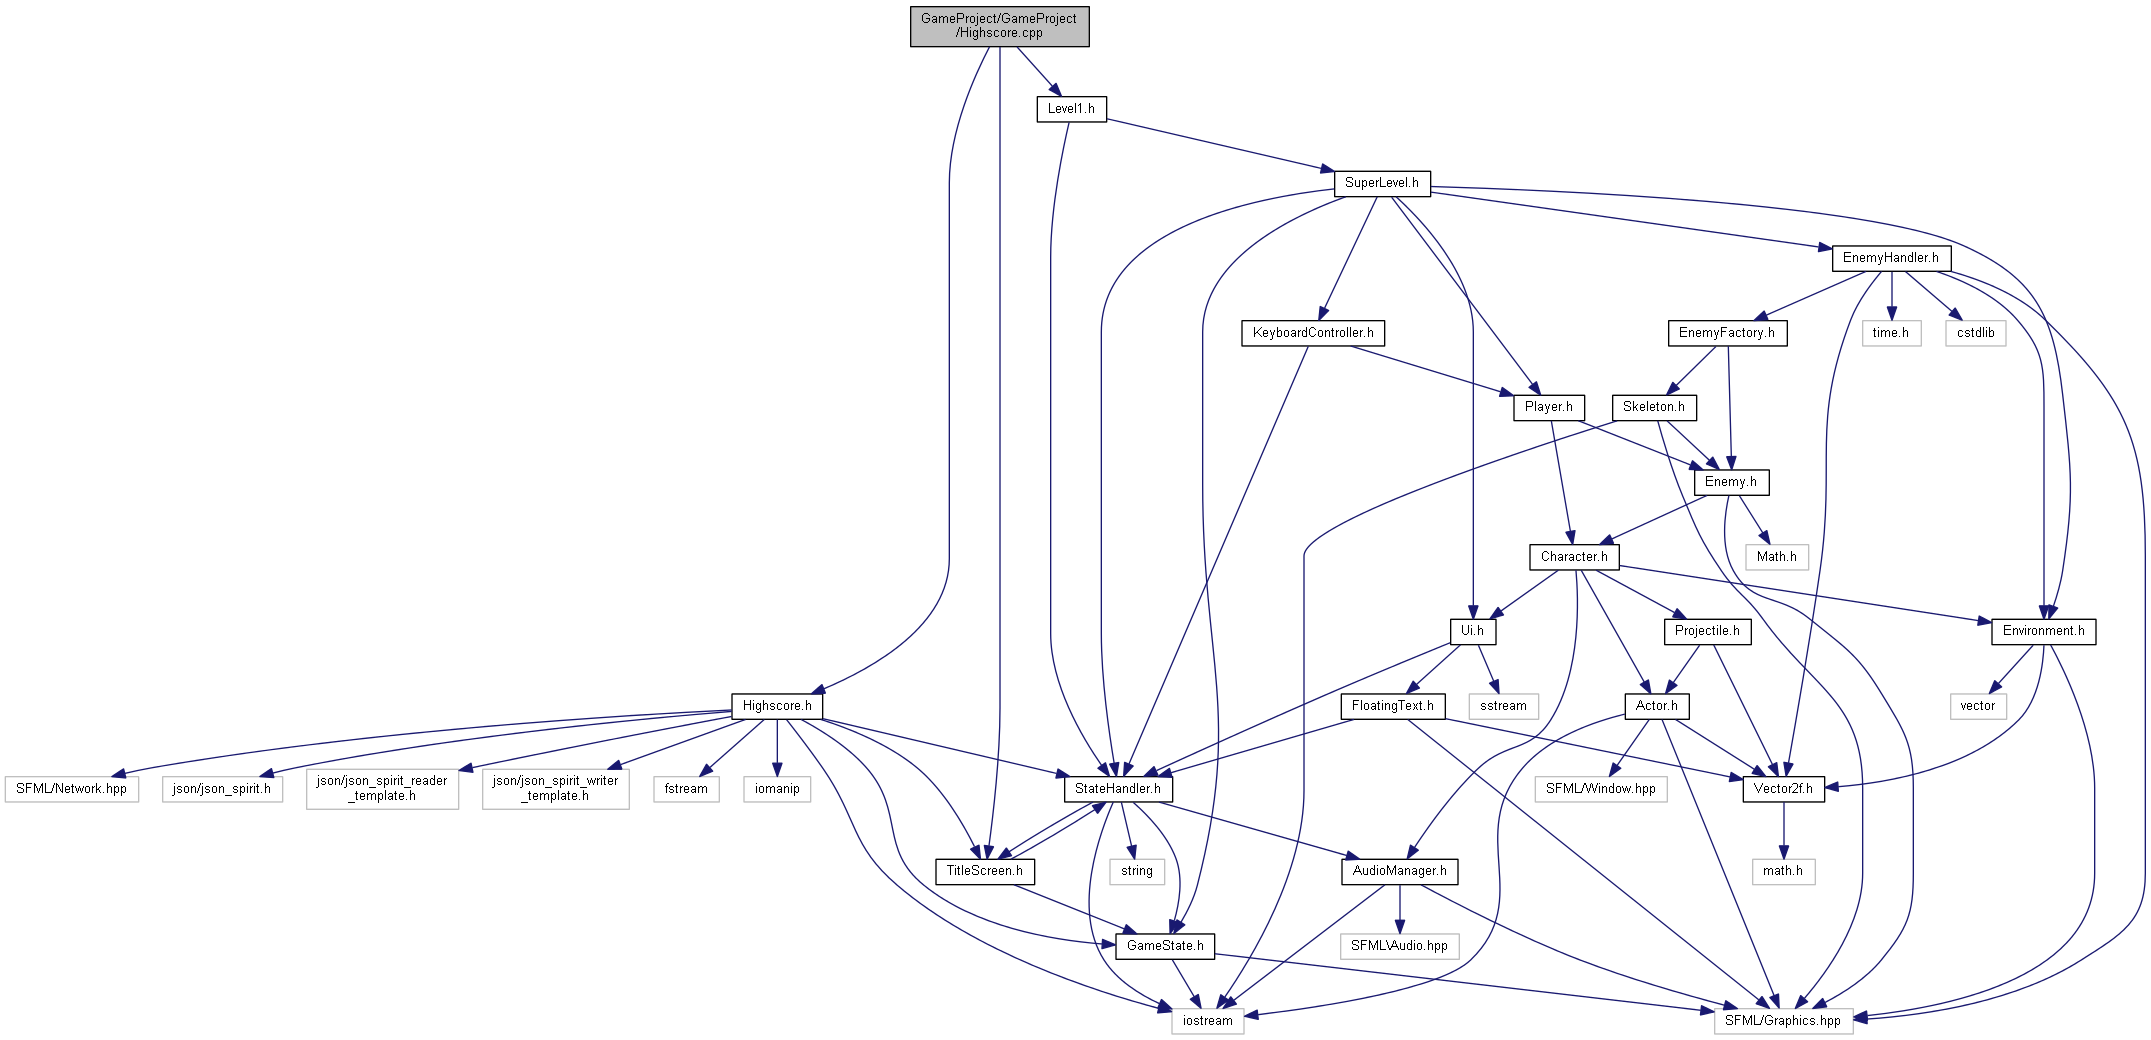 GameProject/GameProject
/Highscore.cpp
Level1.h
SuperLevel.h
EnemyHandler.h
KeyboardController.h
EnemyFactory.h
time.h
cstdlib
Player.h
Skeleton.h
Enemy.h
Character.h
Math.h
Ui.h
Projectile.h
Environment.h
Highscore.h
FloatingText.h
sstream
Actor.h
vector
SFML/Network.hpp
json/json_spirit.h
json/json_spirit_reader
_template.h
json/json_spirit_writer
_template.h
fstream
iomanip
StateHandler.h
SFML/Window.hpp
Vector2f.h
TitleScreen.h
string
AudioManager.h
math.h
GameState.h
SFML\Audio.hpp
iostream
SFML/Graphics.hpp